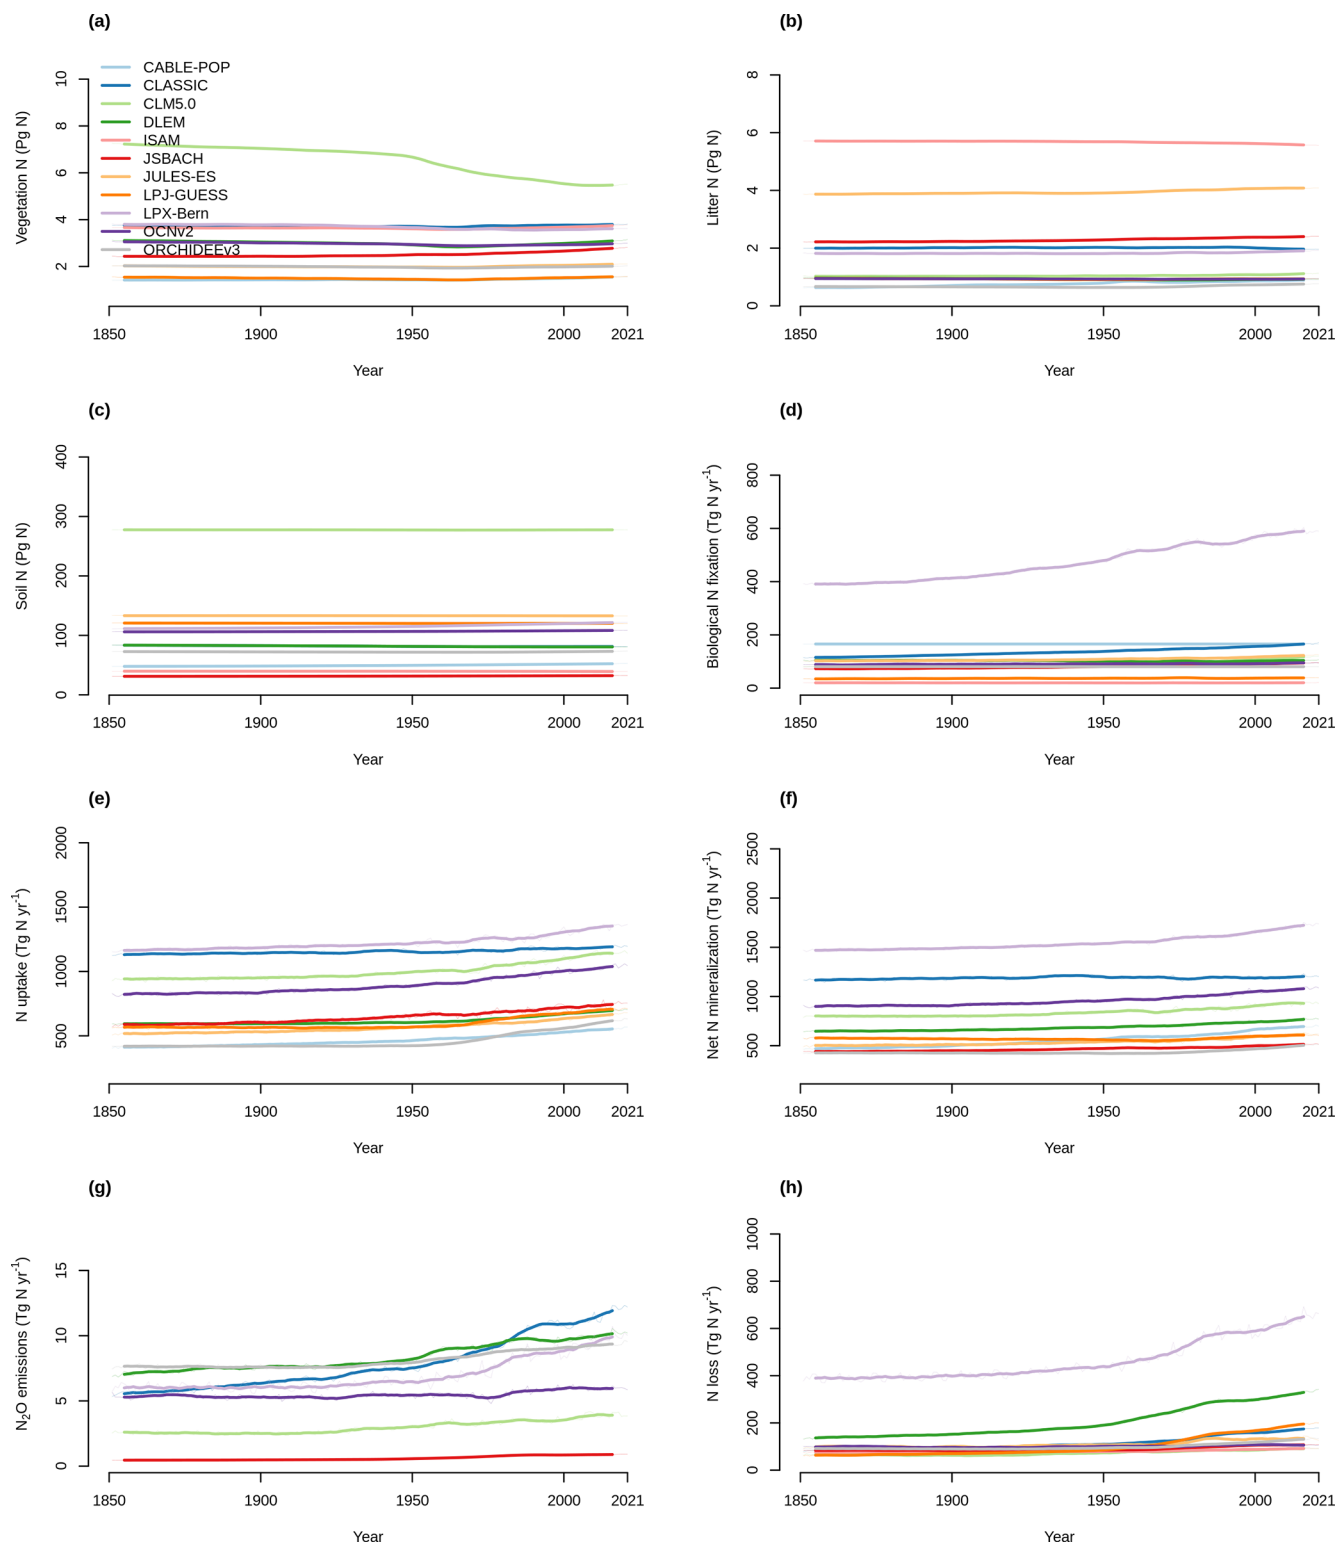 (a)
Vegetation N (Pg N)
10
8
6
4
2
CABLE-POP
CLASSIC
CLM5.0
DLEM
ISAM
JSBACH
JULES-ES
LPJ-GUESS
LPX-Bern
OCNv2
ORCHIDEEv3
1850 1900 1950 2000 2021
Year
(b)
Litter N (Pg N)
8
6
4
2
0
1850 1900 1950 2000 2021
Year
(c)
Soil N (Pg N)
400
300
200
100
0
1850 1900 1950 2000 2021
Year
(d)
Biological N fixation (Tg N yr-1)
800
600
400
200
0
1850 1900 1950 2000 2021
Year
(e)
N uptake (Tg N yr-1)
2000
1500
1000
500
1850 1900 1950 2000 2021
Year
(f)
Net N mineralization (Tg N yr-1)
2500
2000
1500
1000
500
1850 1900 1950 2000 2021
Year
(g)
N2O emissions (Tg N yr-1)
15
10
5
0
1850 1900 1950 2000 2021
Year
(h)
N loss (Tg N yr-1)
1000
800
600
400
200
0
1850 1900 1950 2000 2021
Year